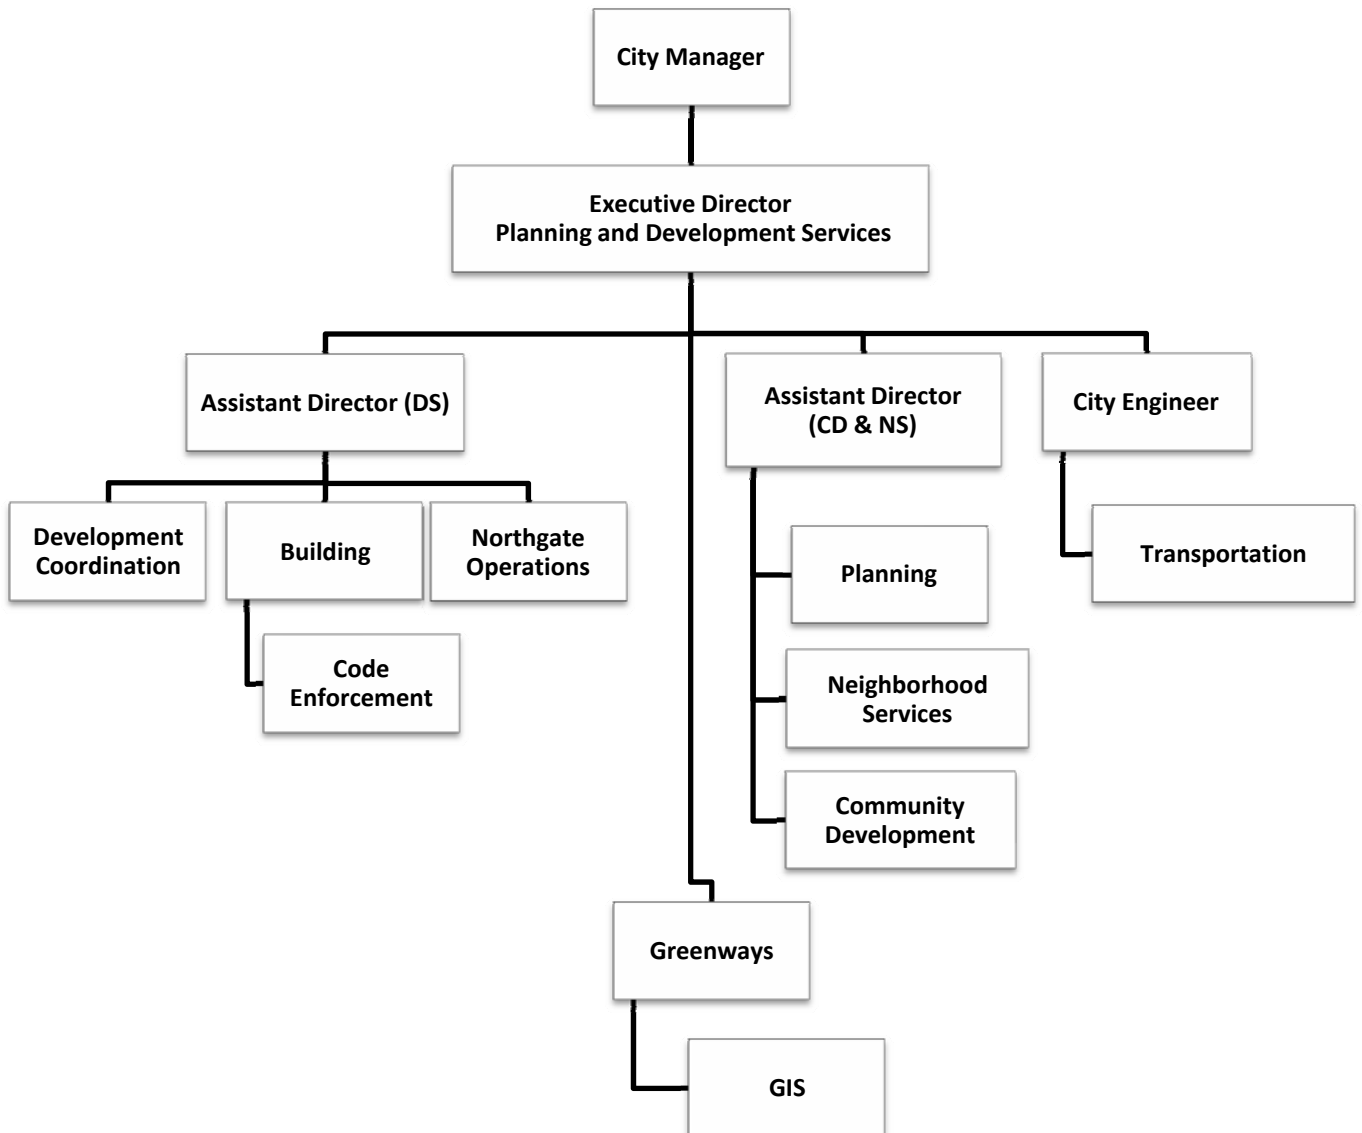 City Manager
Executive Director
Planning and Development Services
Assistant Director (DS)
Assistant Director
(CD & NS)
City Engineer
Development
Coordination
Building
Northgate
Operations
Transportation
Planning
Code
Enforcement
Neighborhood
Services
Community
Development
Greenways
GIS